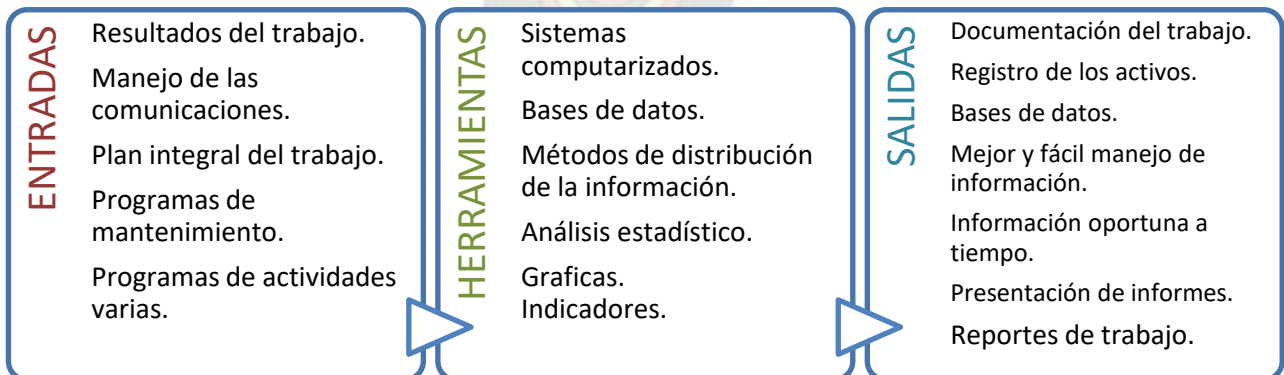 ENTRADAS
Resultados del trabajo.
Manejo de las
comunicaciones.
Plan integral del trabajo.
Programas de
mantenimiento.
Programas de actividades
varias.
HERRAMIENTAS
Sistemas
computarizados.
Bases de datos.
Métodos de distribución
de la información.
Análisis estadístico.
Graficas.
Indicadores.
SALIDAS
Documentación del trabajo.
Registro de los activos.
Bases de datos.
Mejor y fácil manejo de
información.
Información oportuna a
tiempo.
Presentación de informes.
Reportes de trabajo.